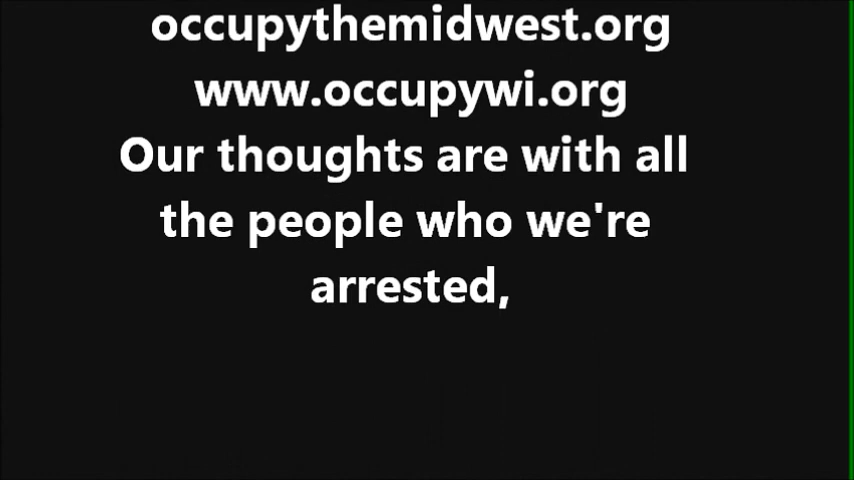 occupythemidwest.org
www.occupywi.org
Our thoughts are with all
the people who we're
arrested,